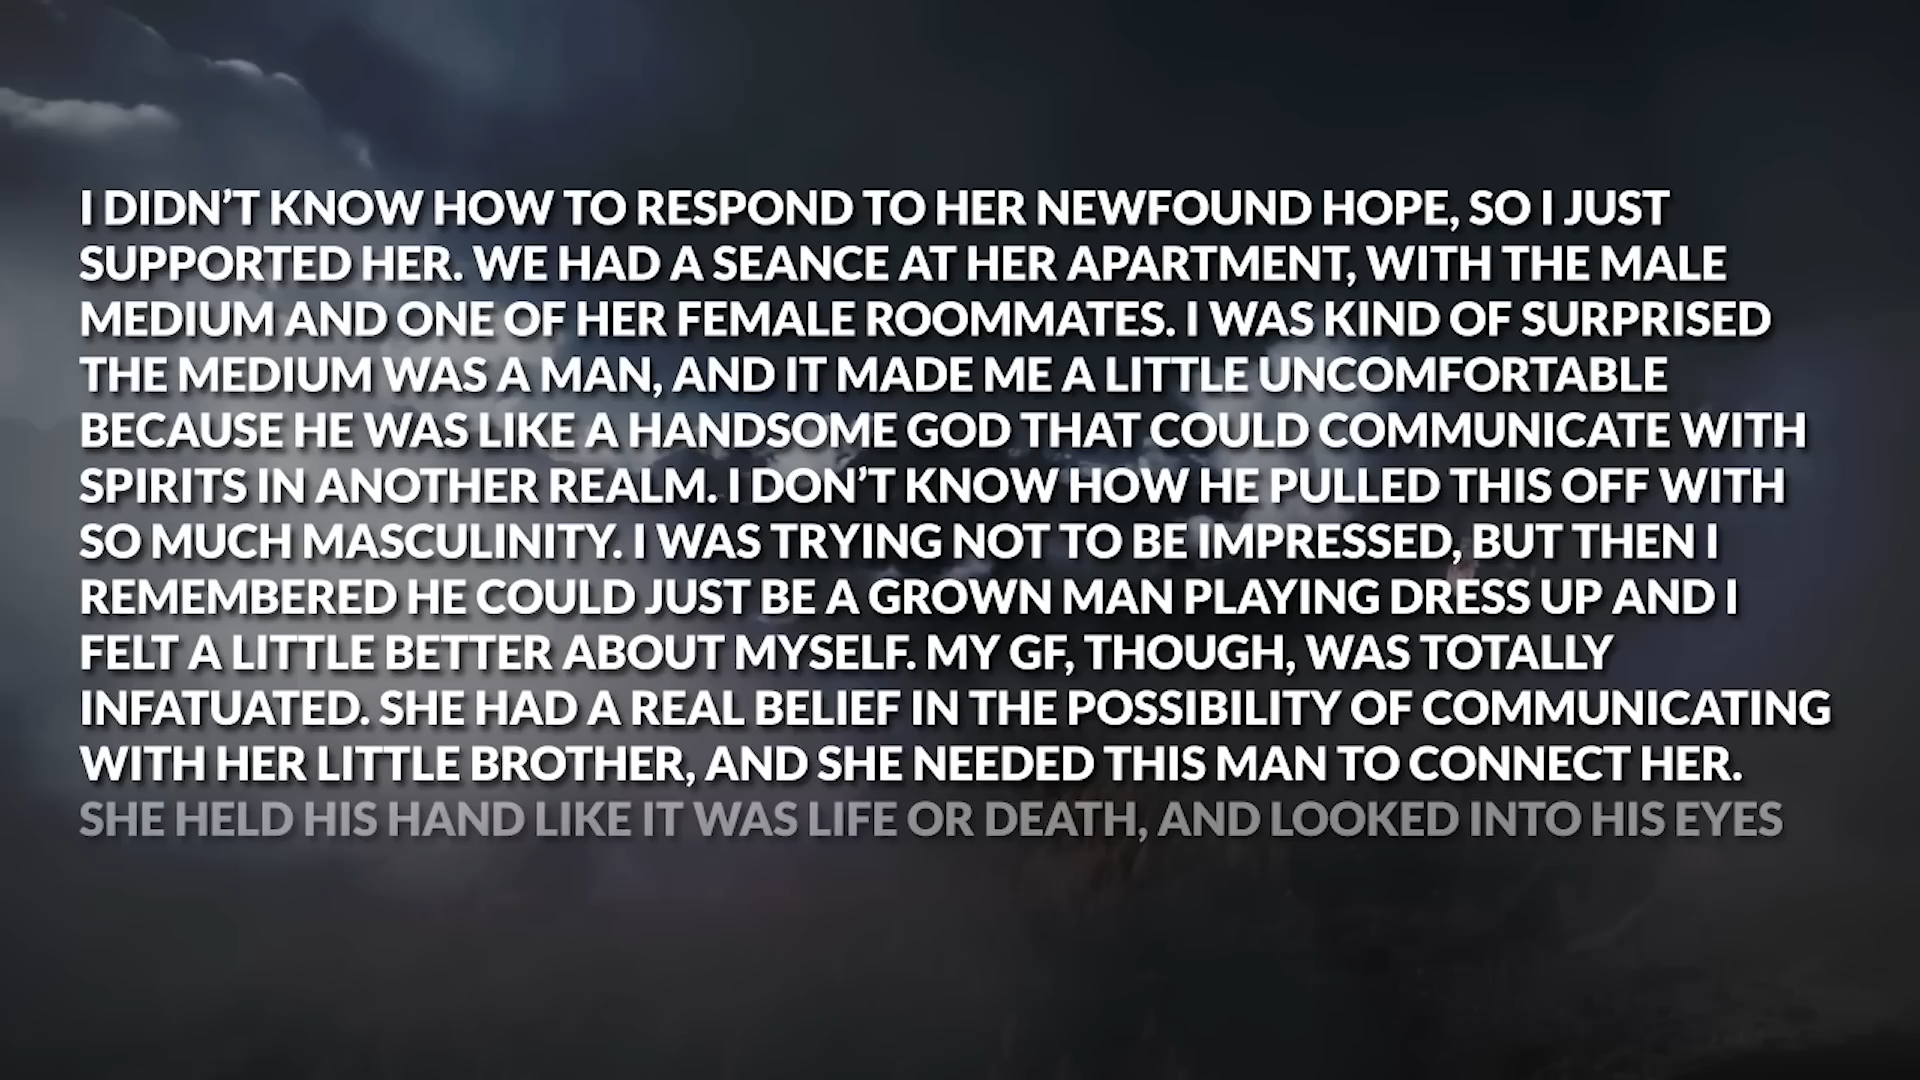 I DIDN’T KNOW HOW TO RESPOND TO HER NEWFOUND HOPE, SO I JUST
SUPPORTED HER. WE HAD A SEANCE AT HER APARTMENT, WITH THE MALE
MEDIUM AND ONE OF HER FEMALE ROOMMATES. I WAS KIND OF SURPRISED
THE MEDIUM WAS A MAN, AND IT MADE ME A LITTLE UNCOMFORTABLE
BECAUSE HE WAS LIKE A HANDSOME GOD THAT COULD COMMUNICATE WITH
SPIRITS IN ANOTHER REALM. I DON’T KNOW HOW HE PULLED THIS OFF WITH
SO MUCH MASCULINITY. I WAS TRYING NOT TO BE IMPRESSED, BUT THEN I
REMEMBERED HE COULD JUST BE A GROWN MAN PLAYING DRESS UP AND I
FELT A LITTLE BETTER ABOUT MYSELF. MY GF, THOUGH, WAS TOTALLY
INFATUATED. SHE HAD A REAL BELIEF IN THE POSSIBILITY OF COMMUNICATING
WITH HER LITTLE BROTHER, AND SHE NEEDED THIS MAN TO CONNECT HER.
SHE HELD HIS HAND LIKE IT WAS LIFE OR DEATH, AND LOOKED INTO HIS EYES